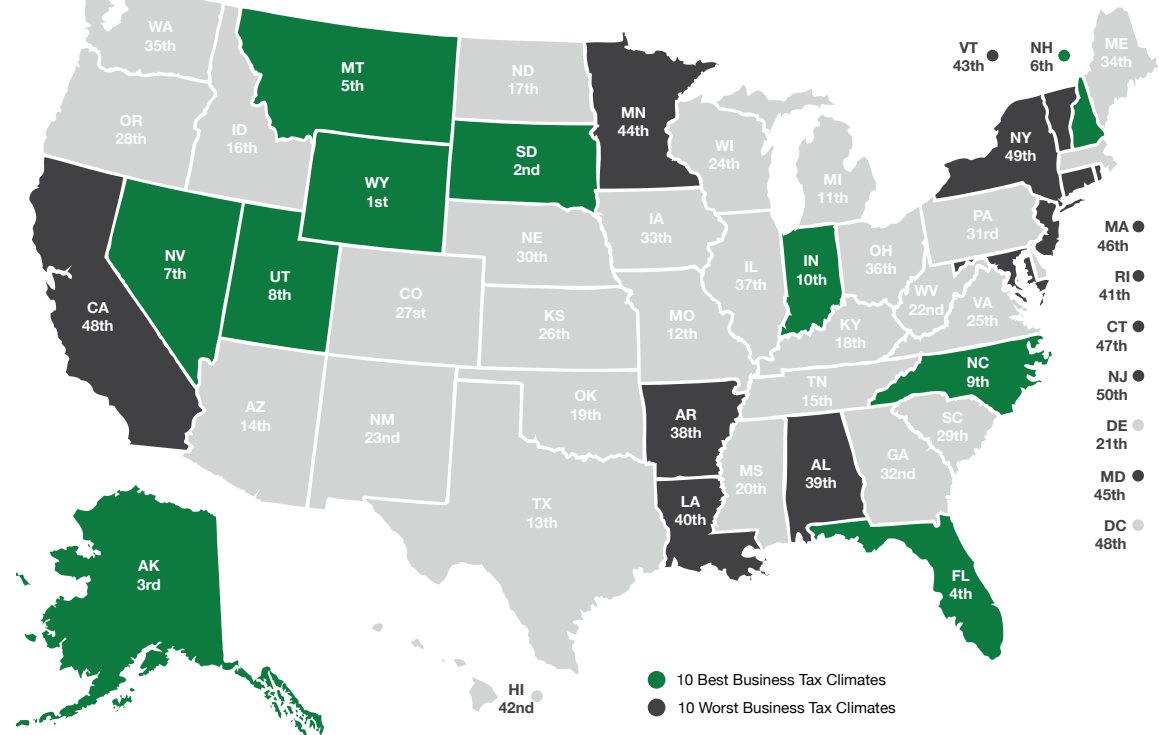 WA
35th
MT
5th
ND
17th
MN
44th
VT
43th
NH
6th
ME
34th
OR
28th
ID
16th
SD
2nd
WI
24th
NY
49th
WY
1st
MI
11th
NV
7th
UT
8th
NE
30th
IA
33th
PA
31rd
MA
46th
CA
48th
CO
27st
KS
26th
MO
12th
IL
37th
IN
10th
OH
36th
WV
22nd
VA
25th
KY
18th
RI
41th
CT
47th
AZ
14th
NM
23nd
OK
19th
AR
38th
TN
15th
NC
9th
SC
29th
NJ
50th
DE
21th
TX
13th
LA
40th
MS
20th
AL
39th
GA
32nd
MD
45th
DC
48th
AK
3rd
FL
4th
HI
42nd
10 Best Business Tax Climates
10 Worst Business Tax Climates